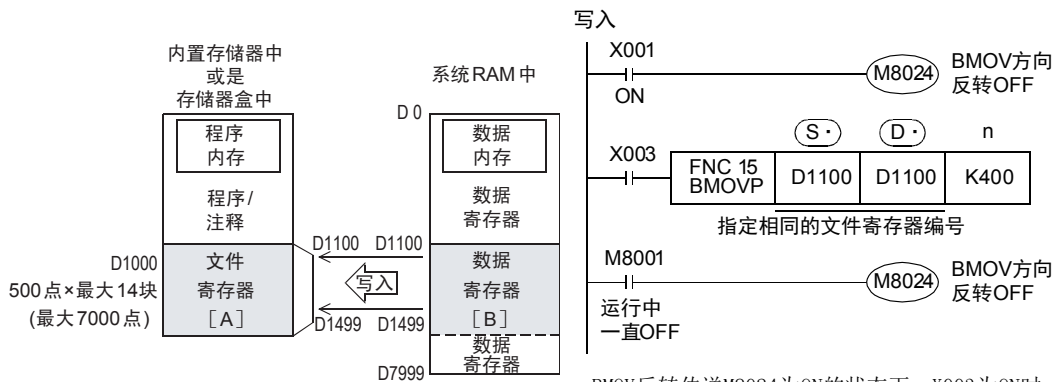 内置存储器中
或是
存储器盒中
系统RAM中
D 0
程序
内存
数据
内存
程序/
注释
数据
寄存器
D1100
D1100
D1000
500点×最大14块
(最大7000点)
文件
寄存器
［A］
写入
数据
寄存器
［B］
D1499
D1499
数据
寄存器
D7999
写入
X001
ON
M8024
BMOV方向
反转OFF
S·
D·
n
X003
FNC 15
BMOVP
D1100
D1100
K400
指定相同的文件寄存器编号
M8001
运行中
一直OFF
M8024
BMOV方向
反转OFF